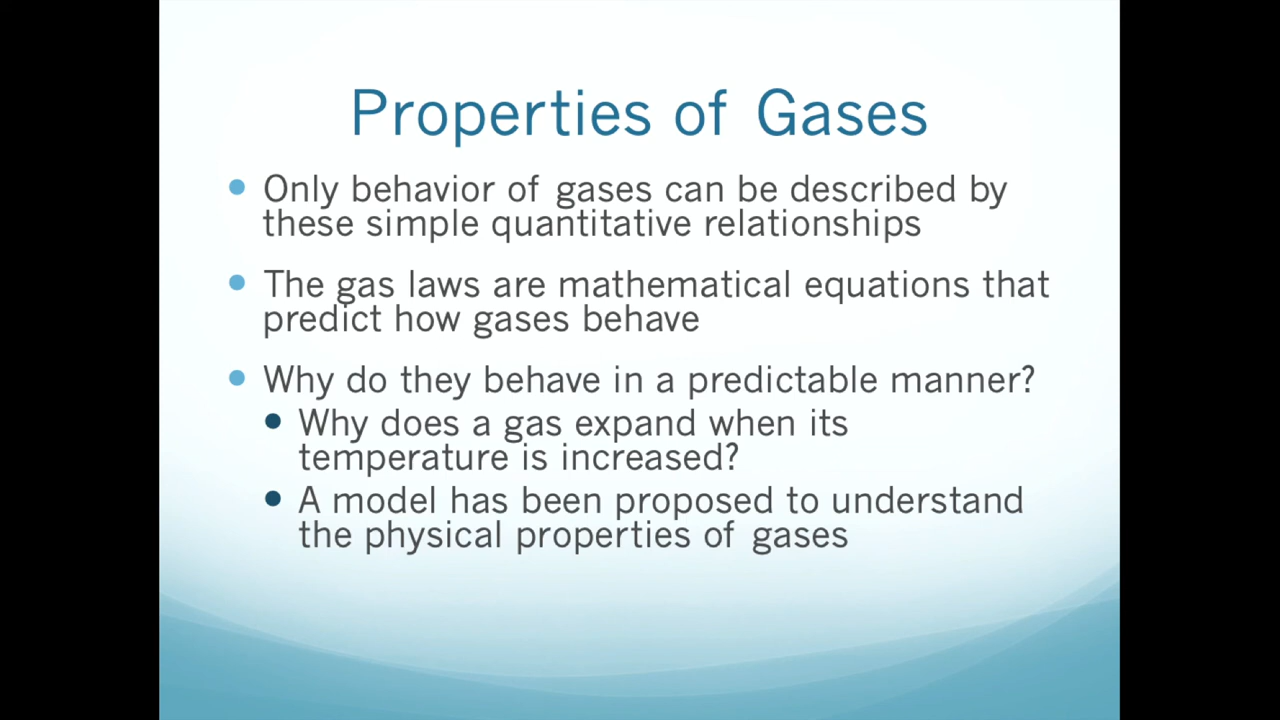 Properties of Gases
Only behavior of gases can be described by
these simple quantitative relationships
The gas laws are mathematical equations that
predict how gases behave
Why do they behave in a predictable manner?
Why does a gas expand when its
temperature is increased?
A model has been proposed to understand
the physical properties of gases